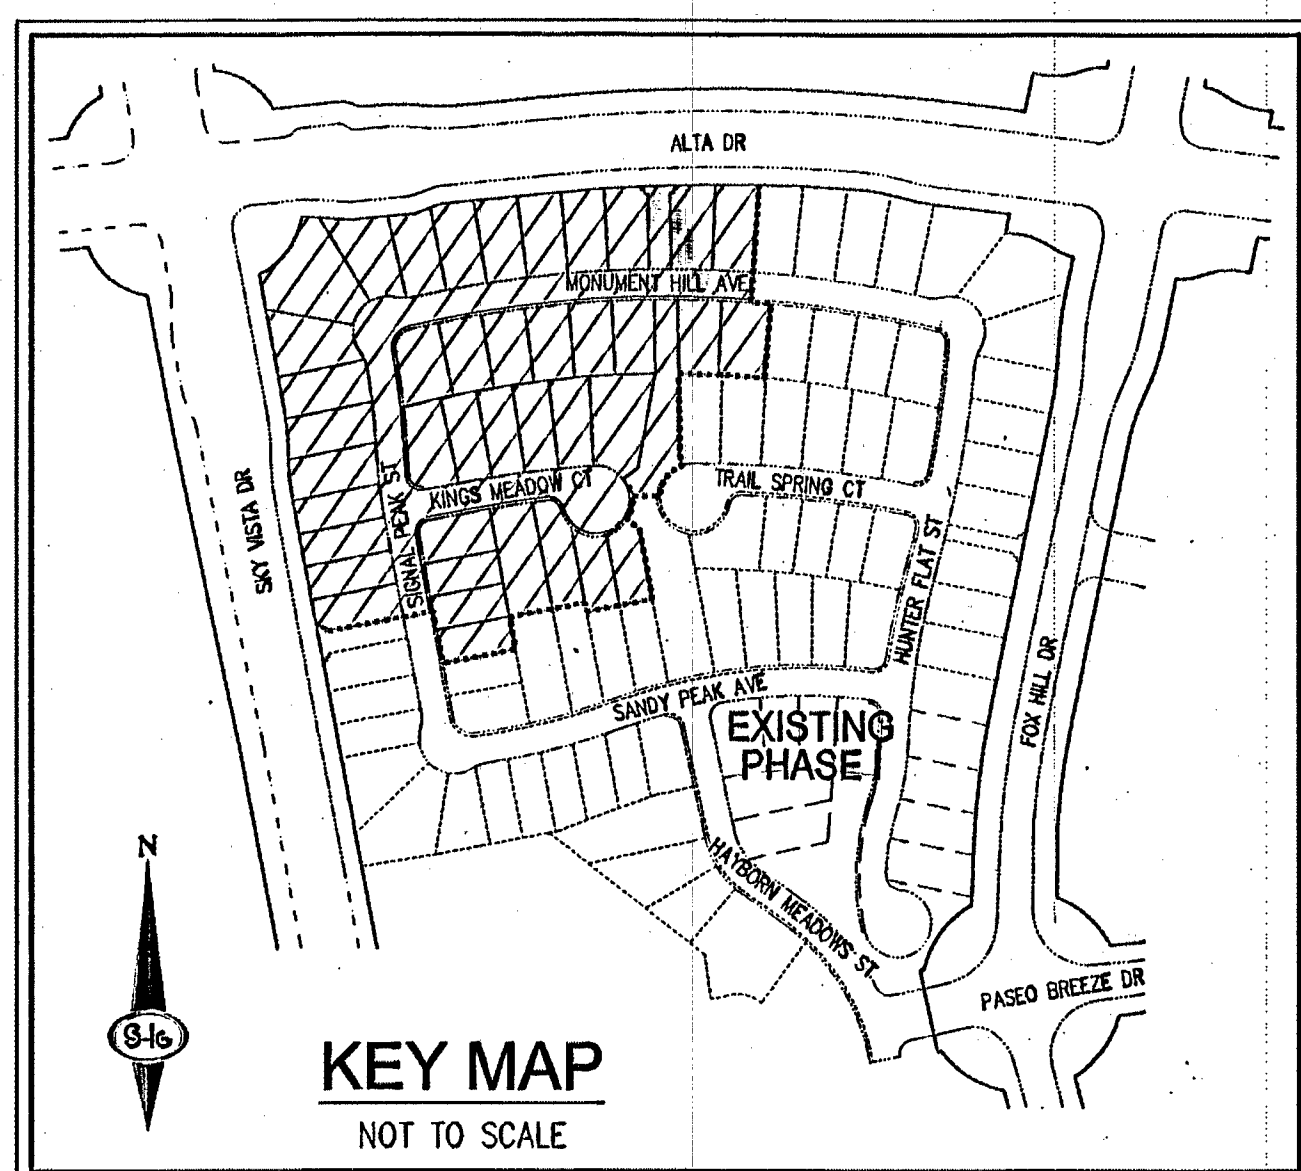 ALTA DR
MONUMENT HILL AVE
SKY VISTA DR
SIGNAL PEAK ST
KINGS MEADOW CT
TRAIL SPRING CT
HUNTER FLAT ST
FOX HILL DR
SANDY PEAK AVE
EXISTING
PHASE I
HAYBORN MEADOWS ST
PASEO BREEZE DR
N
KEY MAP
NOT TO SCALE